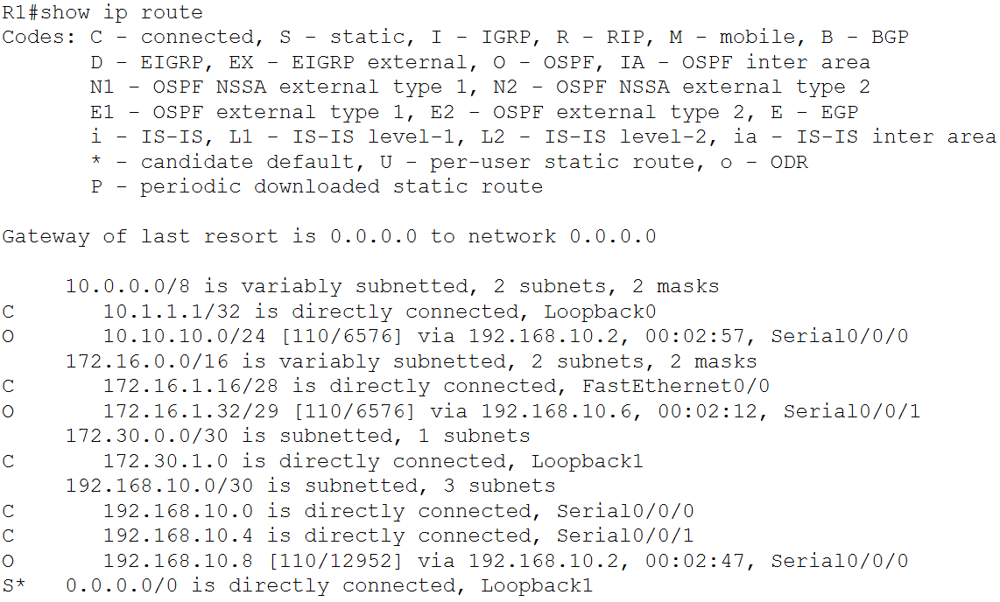 R1#show ip route
Codes: C - connected, S - static, I - IGRP, R - RIP, M - mobile, B - BGP
       D - EIGRP, EX - EIGRP external, O - OSPF, IA - OSPF inter area
       N1 - OSPF NSSA external type 1, N2 - OSPF NSSA external type 2
       E1 - OSPF external type 1, E2 - OSPF external type 2, E - EGP
       i - IS-IS, L1 - IS-IS level-1, L2 - IS-IS level-2, ia - IS-IS inter area
       * - candidate default, U - per-user static route, o - ODR
       P - periodic downloaded static route
Gateway of last resort is 0.0.0.0 to network 0.0.0.0
     10.0.0.0/8 is variably subnetted, 2 subnets, 2 masks
C       10.1.1.1/32 is directly connected, Loopback0
O       10.10.10.0/24 [110/6576] via 192.168.10.2, 00:02:57, Serial0/0/0
     172.16.0.0/16 is variably subnetted, 2 subnets, 2 masks
C       172.16.1.16/28 is directly connected, FastEthernet0/0
O       172.16.1.32/29 [110/6576] via 192.168.10.6, 00:02:12, Serial0/0/1
     172.30.0.0/30 is subnetted, 1 subnets
C       172.30.1.0 is directly connected, Loopback1
     192.168.10.0/30 is subnetted, 3 subnets
C       192.168.10.0 is directly connected, Serial0/0/0
C       192.168.10.4 is directly connected, Serial0/0/1
O       192.168.10.8 [110/12952] via 192.168.10.2, 00:02:47, Serial0/0/0
S*   0.0.0.0/0 is directly connected, Loopback1